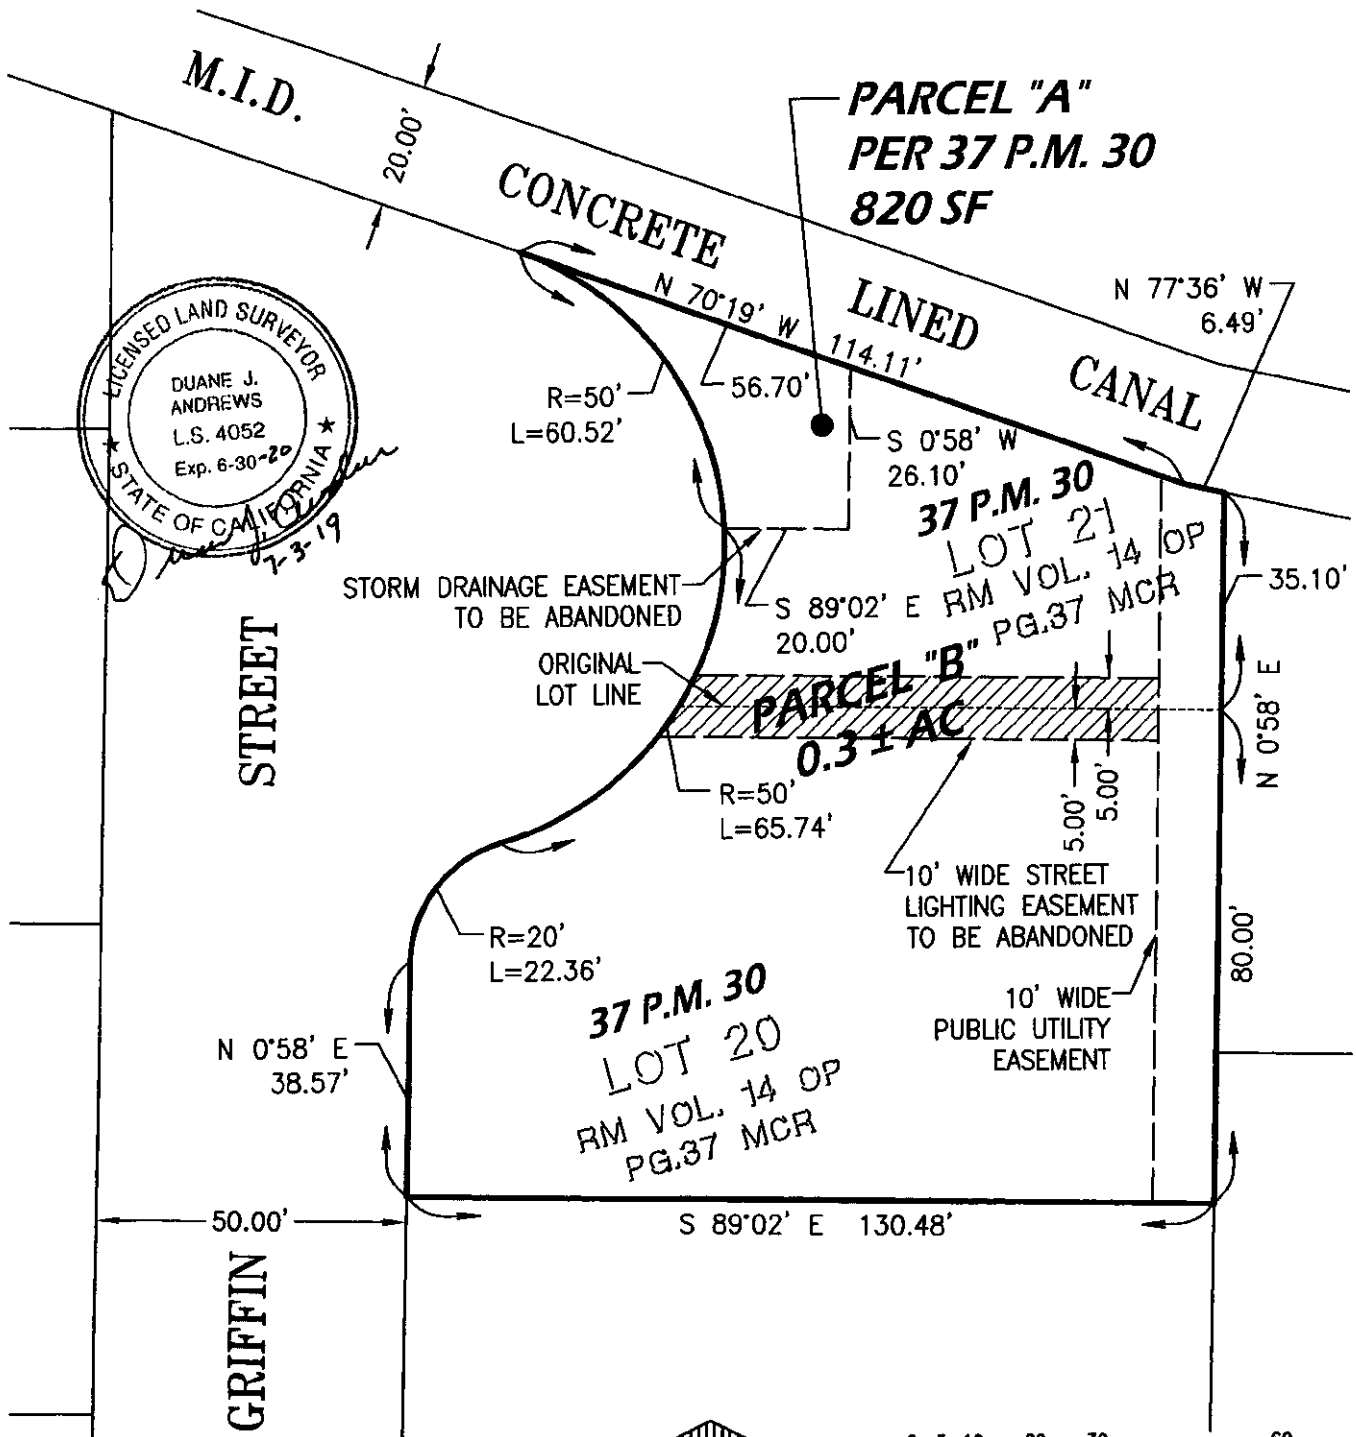 M.I.D.
20.00'
PARCEL "A"
PER 37 P.M. 30
820 SF
CONCRETE
LINED
CANAL
N 77°36' W
6.49'
N 70°19' W 114.11'
56.70'
R=50'
L=60.52'
LICENSED LAND SURVEYOR
DUANE J.
ANDREWS
L.S. 4052
Exp. 6-30-20
STATE OF CALIFORNIA
7-3-19
S 0°58' W
26.10'
37 P.M. 30
LOT 21
RM VOL. 14 OP
PG.37 MCR
35.10'
STORM DRAINAGE EASEMENT
TO BE ABANDONED
S 89°02' E
20.00'
ORIGINAL
LOT LINE
PARCEL "B"
0.3 ± AC
N 0°58' E
STREET
R=50'
L=65.74'
5.00'
5.00'
10' WIDE STREET
LIGHTING EASEMENT
TO BE ABANDONED
80.00'
R=20'
L=22.36'
37 P.M. 30
LOT 20
RM VOL. 14 OP
PG.37 MCR
10' WIDE
PUBLIC UTILITY
EASEMENT
N 0°58' E
38.57'
50.00'
S 89°02' E 130.48'
GRIFFIN